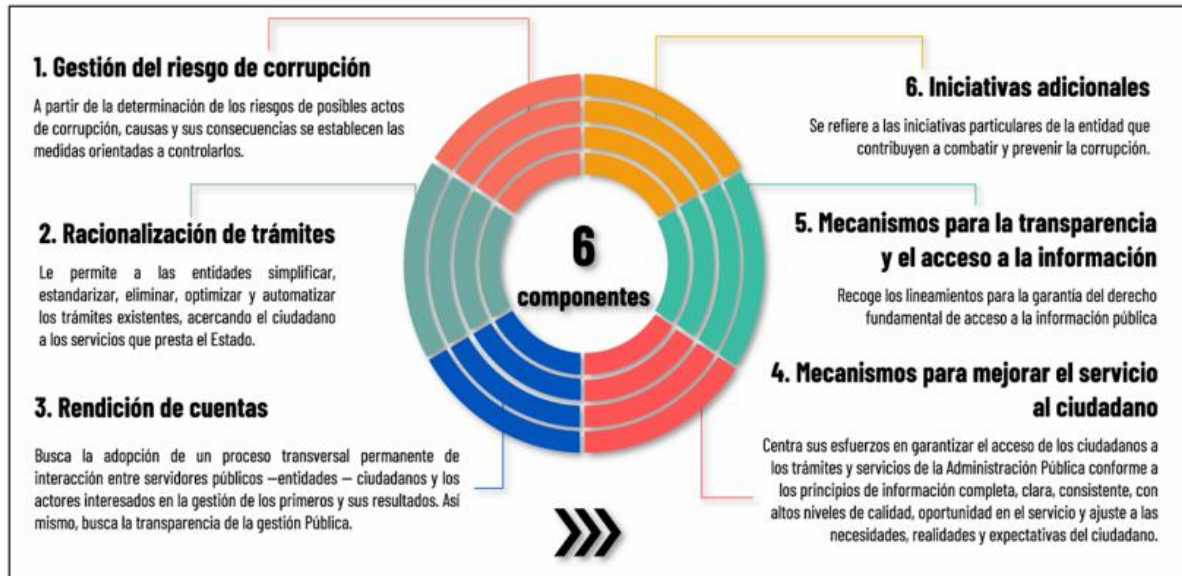 1. Gestión del riesgo de corrupción
A partir de la determinación de los riesgos de posibles actos
de corrupción, causas y sus consecuencias se establecen las
medidas orientadas a controlarlos.
2. Racionalización de trámites
Le permite a las entidades simplificar,
estandarizar, eliminar, optimizar y automatizar
los trámites existentes, acercando el ciudadano
a los servicios que presta el Estado.
3. Rendición de cuentas
Busca la adopción de un proceso transversal permanente de
interacción entre servidores públicos —entidades — ciudadanos y los
actores interesados en la gestión de los primeros y sus resultados. Así
mismo, busca la transparencia de la gestión Pública.
6
componentes
6. Iniciativas adicionales
Se refiere a las iniciativas particulares de la entidad que
contribuyen a combatir y prevenir la corrupción.
5. Mecanismos para la transparencia
y el acceso a la información
Recoge los lineamientos para la garantía del derecho
fundamental de acceso a la información pública
4. Mecanismos para mejorar el servicio
al ciudadano
Centra sus esfuerzos en garantizar el acceso de los ciudadanos a
los trámites y servicios de la Administración Pública conforme a
los principios de información completa, clara, consistente, con
altos niveles de calidad, oportunidad en el servicio y ajuste a las
necesidades, realidades y expectativas del ciudadano.